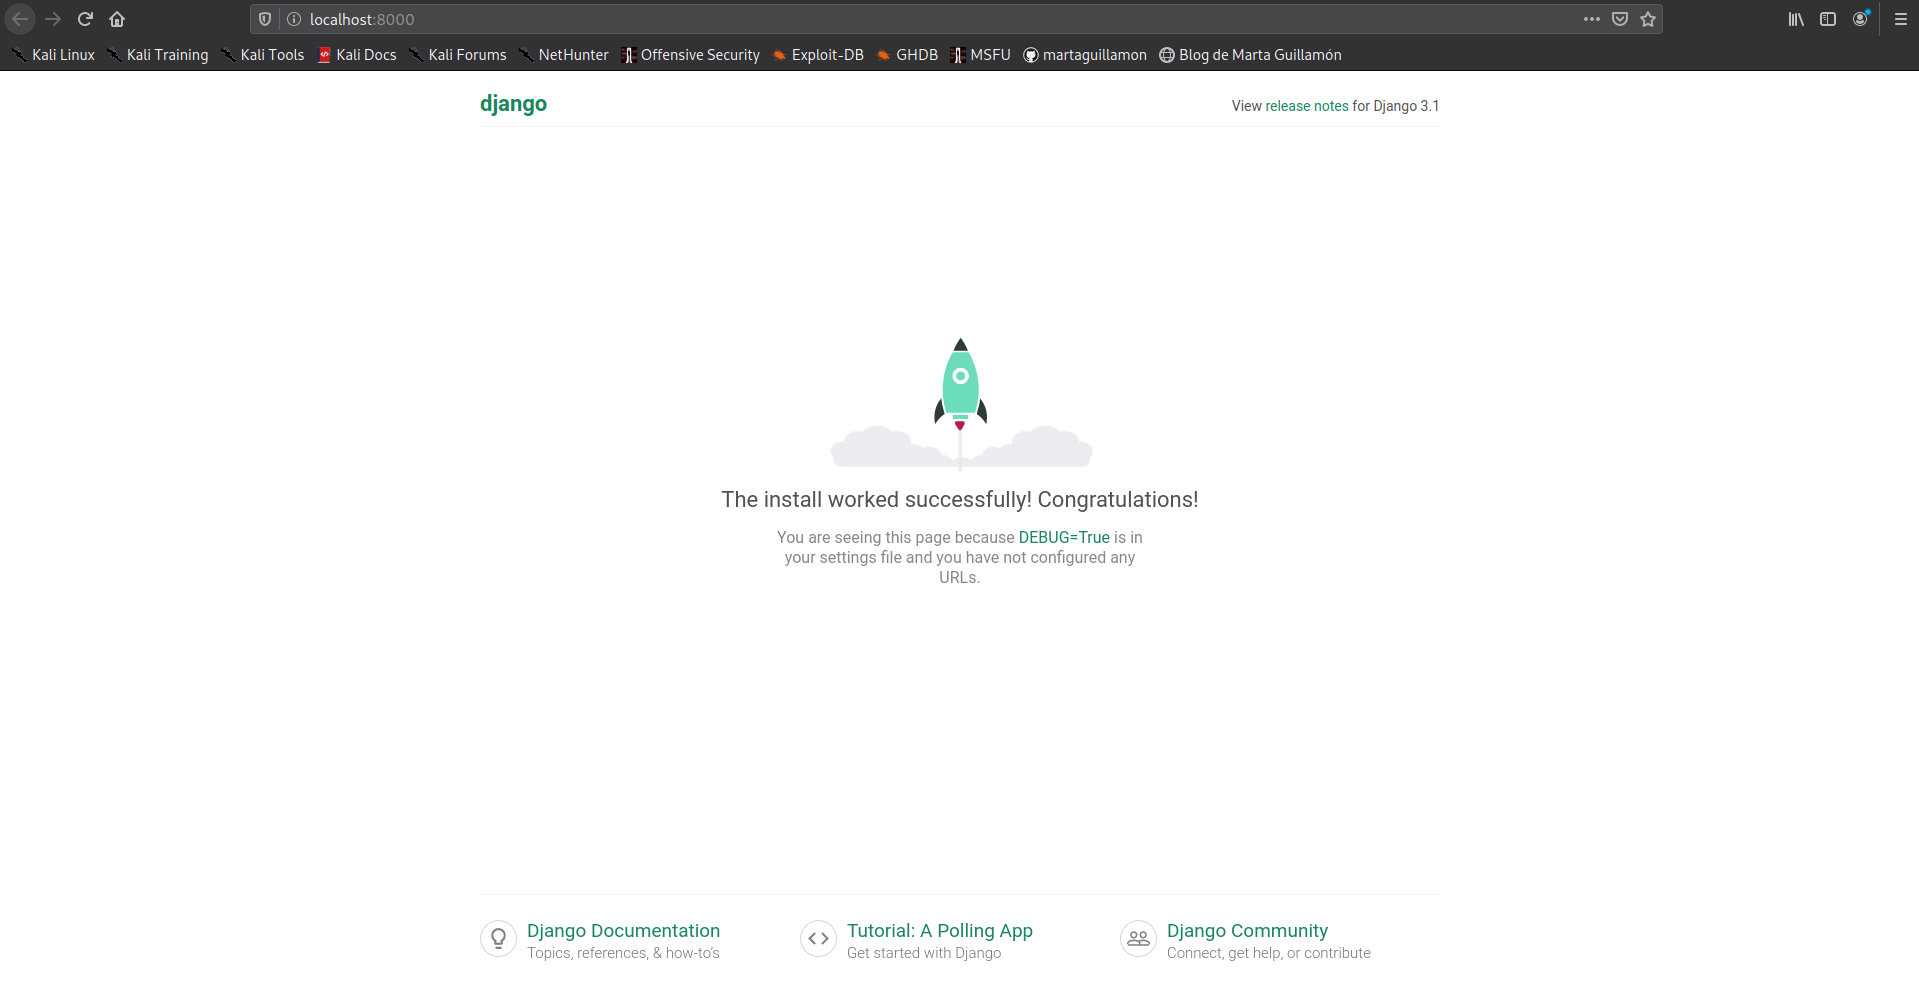 localhost:8000
Kali Linux Kali Training Kali Tools Kali Docs Kali Forums NetHunter Offensive Security Exploit-DB GHDB MSFU martaguillamon Blog de Marta Guillamón
django
View release notes for Django 3.1
The install worked successfully! Congratulations!
You are seeing this page because DEBUG=True is in
your settings file and you have not configured any
URLs.
Django Documentation
Topics, references, & how-to’s
Tutorial: A Polling App
Get started with Django
Django Community
Connect, get help, or contribute